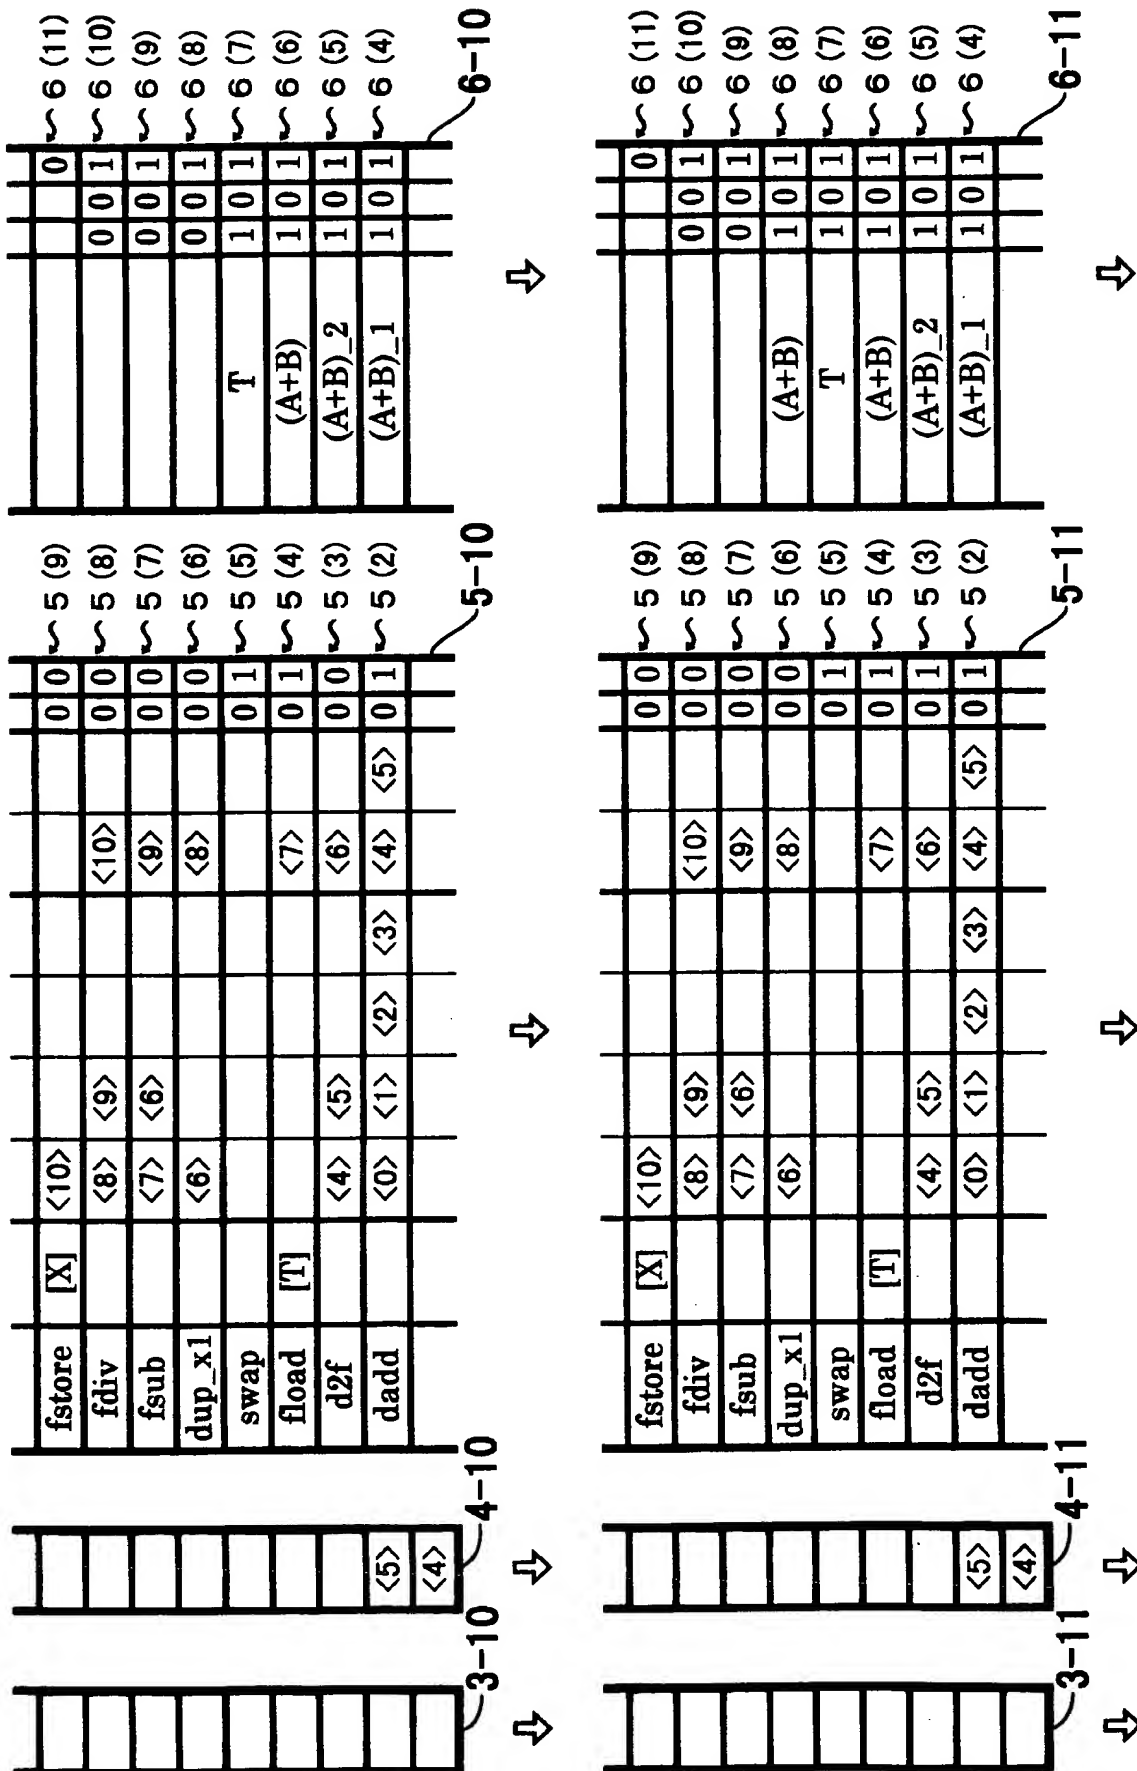 fstore [X] <10> 0 0 5 (9) 0 6 (11)
fdiv <8> <9> <10> 0 0 5 (8) 0 0 1 6 (10)
fsub <7> <6> <9> 0 0 5 (7) 0 0 1 6 (9)
dup_x1 <6> <8> 0 0 5 (6) 0 0 1 6 (8)
swap 0 1 5 (5) T 1 0 1 6 (7)
fload [T] <7> 0 1 5 (4) (A+B) 1 0 1 6 (6)
d2f <4> <5> <6> 0 0 5 (3) (A+B)_2 1 0 1 6 (5)
<5> dadd <0> <1> <2> <3> <4> <5> 0 1 5 (2) (A+B)_1 1 0 1 6 (4)
<4>
3-10 4-10 5-10 6-10
fstore [X] <10> 0 0 5 (9) 0 6 (11)
fdiv <8> <9> <10> 0 0 5 (8) 0 0 1 6 (10)
fsub <7> <6> <9> 0 0 5 (7) 0 0 1 6 (9)
dup_x1 <6> <8> 0 0 5 (6) (A+B) 1 0 1 6 (8)
swap 0 1 5 (5) T 1 0 1 6 (7)
fload [T] <7> 0 1 5 (4) (A+B) 1 0 1 6 (6)
d2f <4> <5> <6> 0 1 5 (3) (A+B)_2 1 0 1 6 (5)
<5> dadd <0> <1> <2> <3> <4> <5> 0 1 5 (2) (A+B)_1 1 0 1 6 (4)
<4>
3-11 4-11 5-11 6-11